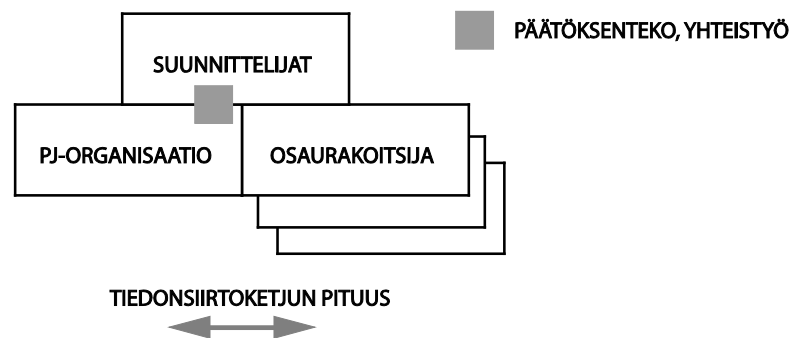 PÄÄTÖKSENTEKO, YHTEISTYÖ
SUUNNITTELIJAT
PJ-ORGANISAATIO
OSAURAKOITSIJA
TIEDONSIIRTOKETJUN PITUUS